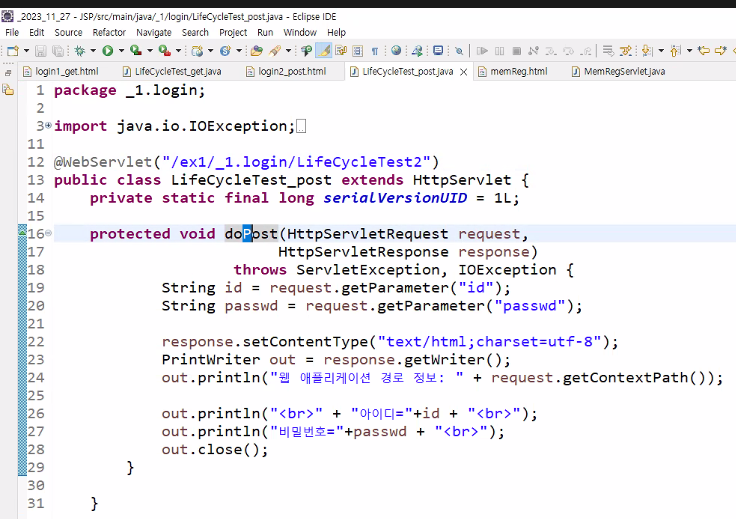 _2023_11_27 - JSP/src/main/java/_1/login/LifeCycleTest_post.java - Eclipse IDE
File Edit Source Refactor Navigate Search Project Run Window Help
login1_get.html LifeCycleTest_get.java login2_post.html LifeCycleTest_post.java memReg.html MemRegServlet.java
1 package _1.login;
2
3 import java.io.IOException;
11
12 @WebServlet("/ex1/_1.login/LifeCycleTest2")
13 public class LifeCycleTest_post extends HttpServlet {
14 private static final long serialVersionUID = 1L;
15
16 protected void doPost(HttpServletRequest request,
17 HttpServletResponse response)
18 throws ServletException, IOException {
19 String id = request.getParameter("id");
20 String passwd = request.getParameter("passwd");
21
22 response.setContentType("text/html;charset=utf-8");
23 PrintWriter out = response.getWriter();
24 out.println("웹 애플리케이션 경로 정보: " + request.getContextPath());
25
26 out.println("<br>" + "아이디="+id + "<br>");
27 out.println("비밀번호="+passwd + "<br>");
28 out.close();
29 }
30
31 }